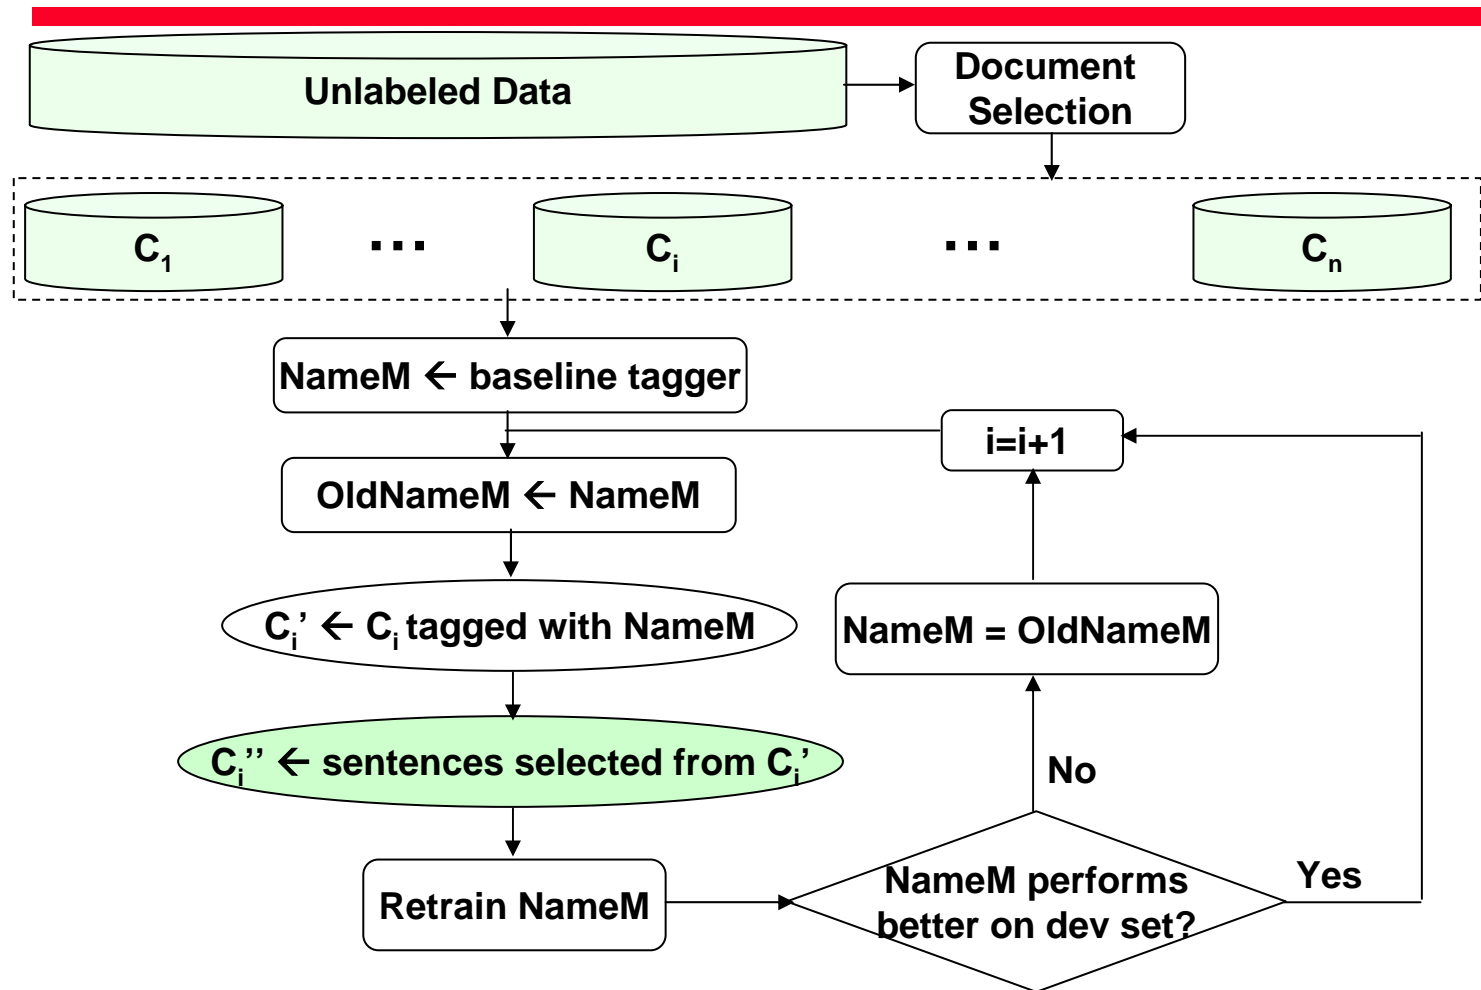 Unlabeled Data
Document
Selection
C1
...
Ci
...
Cn
NameM ← baseline tagger
i=i+1
OldNameM ← NameM
Ci’ ← Ci tagged with NameM
NameM = OldNameM
Ci’’ ← sentences selected from Ci’
No
Retrain NameM
NameM performs
better on dev set?
Yes